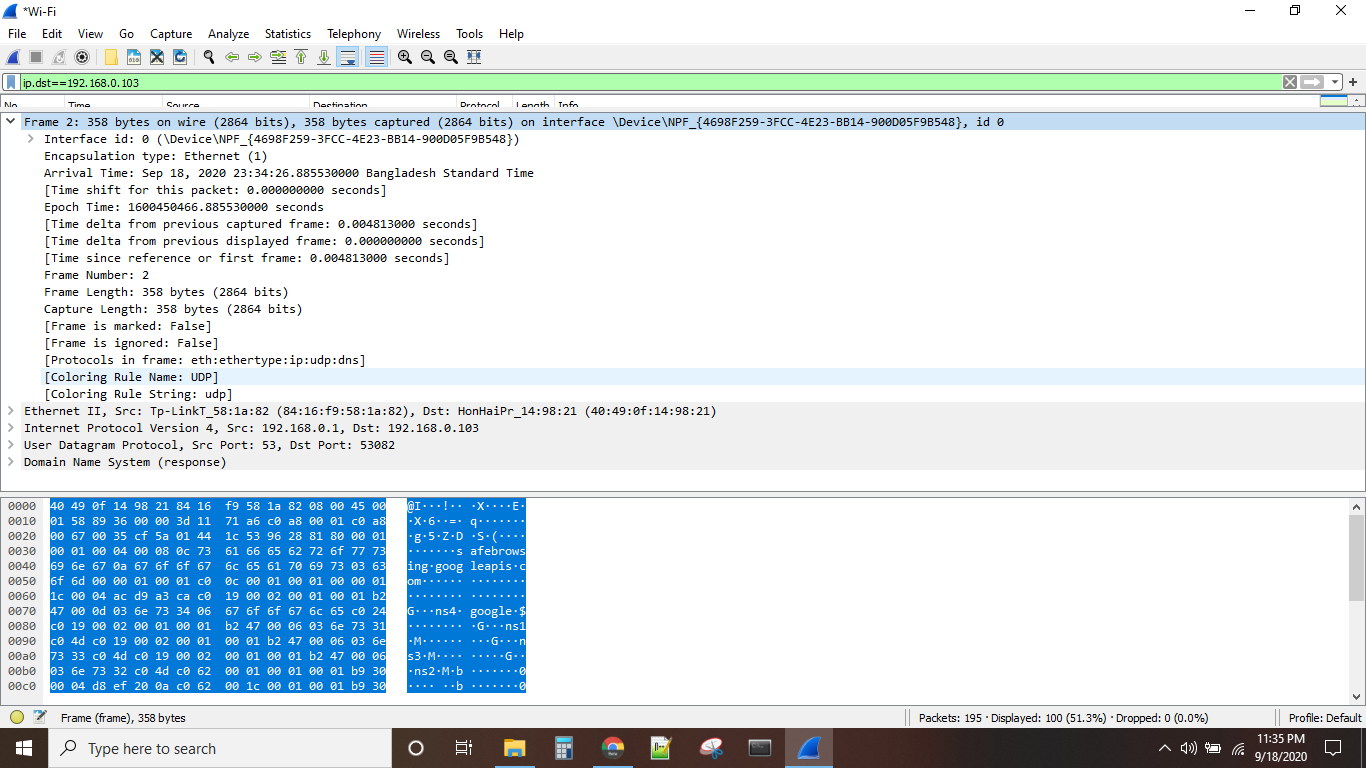 *Wi-Fi
File Edit View Go Capture Analyze Statistics Telephony Wireless Tools Help
ip.dst==192.168.0.103
No. Time Source Destination Protocol Length Info
Frame 2: 358 bytes on wire (2864 bits), 358 bytes captured (2864 bits) on interface \Device\NPF_{4698F259-3FCC-4E23-BB14-900D05F9B548}, id 0
Interface id: 0 (\Device\NPF_{4698F259-3FCC-4E23-BB14-900D05F9B548})
Encapsulation type: Ethernet (1)
Arrival Time: Sep 18, 2020 23:34:26.885530000 Bangladesh Standard Time
[Time shift for this packet: 0.000000000 seconds]
Epoch Time: 1600450466.885530000 seconds
[Time delta from previous captured frame: 0.004813000 seconds]
[Time delta from previous displayed frame: 0.000000000 seconds]
[Time since reference or first frame: 0.004813000 seconds]
Frame Number: 2
Frame Length: 358 bytes (2864 bits)
Capture Length: 358 bytes (2864 bits)
[Frame is marked: False]
[Frame is ignored: False]
[Protocols in frame: eth:ethertype:ip:udp:dns]
[Coloring Rule Name: UDP]
[Coloring Rule String: udp]
Ethernet II, Src: Tp-LinkT_58:1a:82 (84:16:f9:58:1a:82), Dst: HonHaiPr_14:98:21 (40:49:0f:14:98:21)
Internet Protocol Version 4, Src: 192.168.0.1, Dst: 192.168.0.103
User Datagram Protocol, Src Port: 53, Dst Port: 53082
Domain Name System (response)
0000 40 49 0f 14 98 21 84 16 f9 58 1a 82 08 00 45 00 @I···!·· ·X····E·
0010 01 58 89 36 00 00 3d 11 71 a6 c0 a8 00 01 c0 a8 ·X·6··=· q·······
0020 00 67 00 35 cf 5a 01 44 1c 53 96 28 81 80 00 01 ·g·5·Z·D ·S·(····
0030 00 01 00 04 00 08 0c 73 61 66 65 62 72 6f 77 73 ·······s afebrows
0040 69 6e 67 0a 67 6f 6f 67 6c 65 61 70 69 73 03 63 ing·goog leapis·c
0050 6f 6d 00 00 01 00 01 c0 0c 00 01 00 01 00 00 01 om······ ········
0060 1c 00 04 ac d9 a3 ca c0 19 00 02 00 01 00 01 b2 ········ ········
0070 47 00 0d 03 6e 73 34 06 67 6f 6f 67 6c 65 c0 24 G···ns4· google·$
0080 c0 19 00 02 00 01 00 01 b2 47 00 06 03 6e 73 31 ········ ·G···ns1
0090 c0 4d c0 19 00 02 00 01 00 01 b2 47 00 06 03 6e ·M······ ···G···n
00a0 73 33 c0 4d c0 19 00 02 00 01 00 01 b2 47 00 06 s3·M···· ·····G··
00b0 03 6e 73 32 c0 4d c0 62 00 01 00 01 00 01 b9 30 ·ns2·M·b ·······0
00c0 00 04 d8 ef 20 0a c0 62 00 1c 00 01 00 01 b9 30 ···· ··b ·······0
Frame (frame), 358 bytes
Packets: 195 · Displayed: 100 (51.3%) · Dropped: 0 (0.0%)
Profile: Default
Type here to search
11:35 PM
9/18/2020